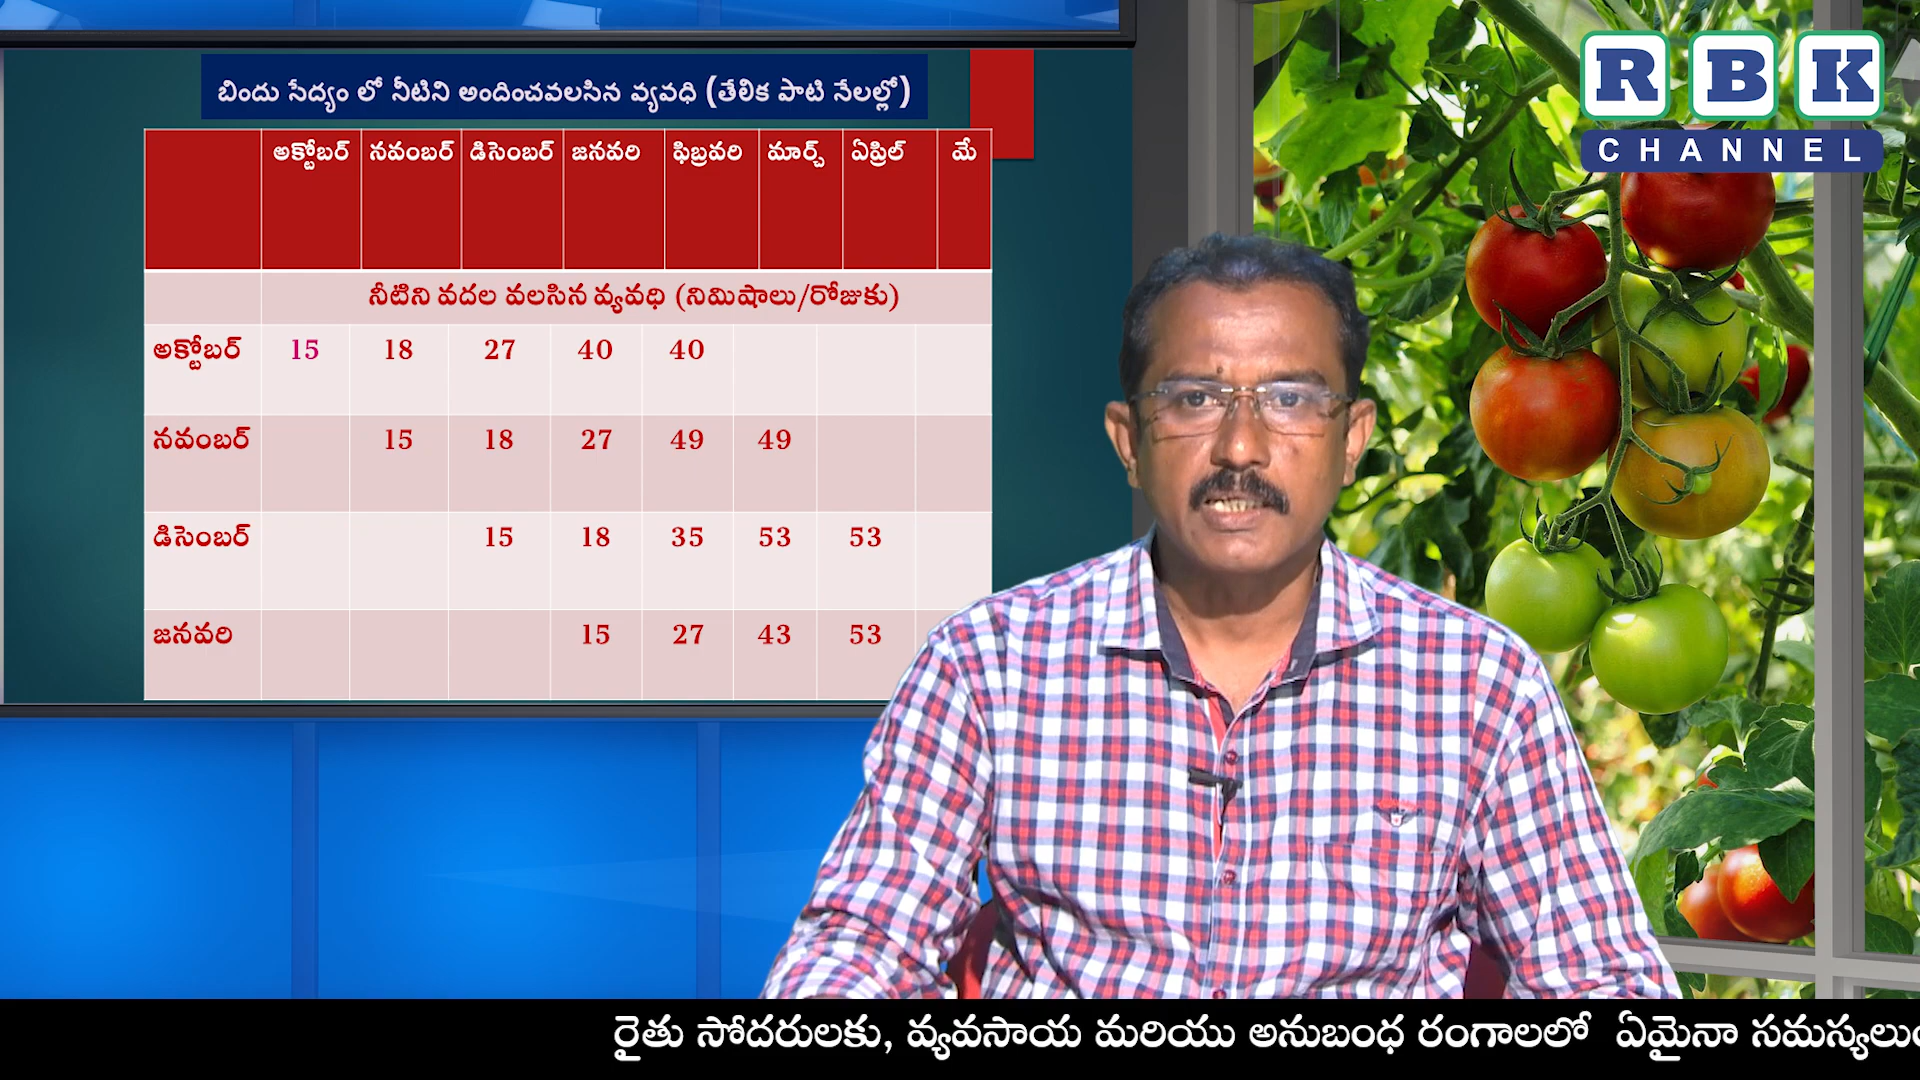 బిందు సేద్యం లో నీటిని అందించవలసిన వ్యవధి (తేలిక పాటి నేలల్లో)
RBK
CHANNEL
అక్టోబర్ నవంబర్ డిసెంబర్ జనవరి ఫిబ్రవరి మార్చ్ ఏప్రిల్ మే
నీటిని వదల వలసిన వ్యవధి (నిమిషాలు/రోజుకు)
అక్టోబర్ 15 18 27 40 40
నవంబర్ 15 18 27 49 49
డిసెంబర్ 15 18 35 53 53
జనవరి 15 27 43 53
రైతు సోదరులకు, వ్యవసాయ మరియు అనుబంధ రంగాలలో ఏమైనా సమస్యలు